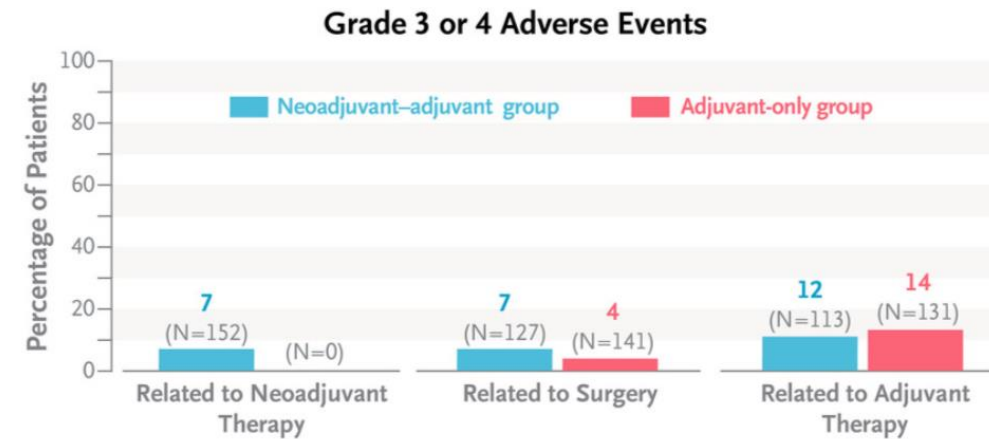 Grade 3 or 4 Adverse Events
Percentage of Patients
100
80
60
40
20
0
Neoadjuvant–adjuvant group
Adjuvant-only group
7
(N=152)
(N=0)
7
(N=127)
4
(N=141)
12
(N=113)
14
(N=131)
Related to Neoadjuvant
Therapy
Related to Surgery
Related to Adjuvant
Therapy